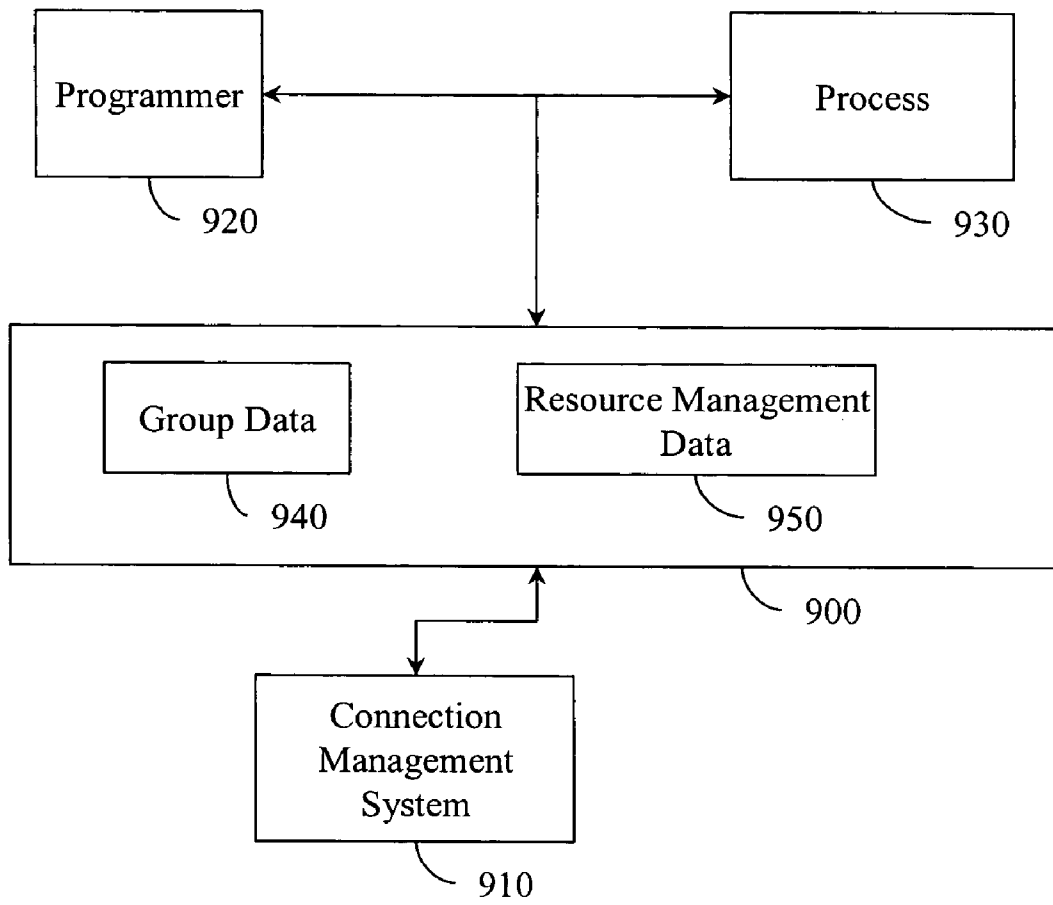 Programmer
Process
920
930
Group Data
Resource Management
Data
940
950
900
Connection
Management
System
910